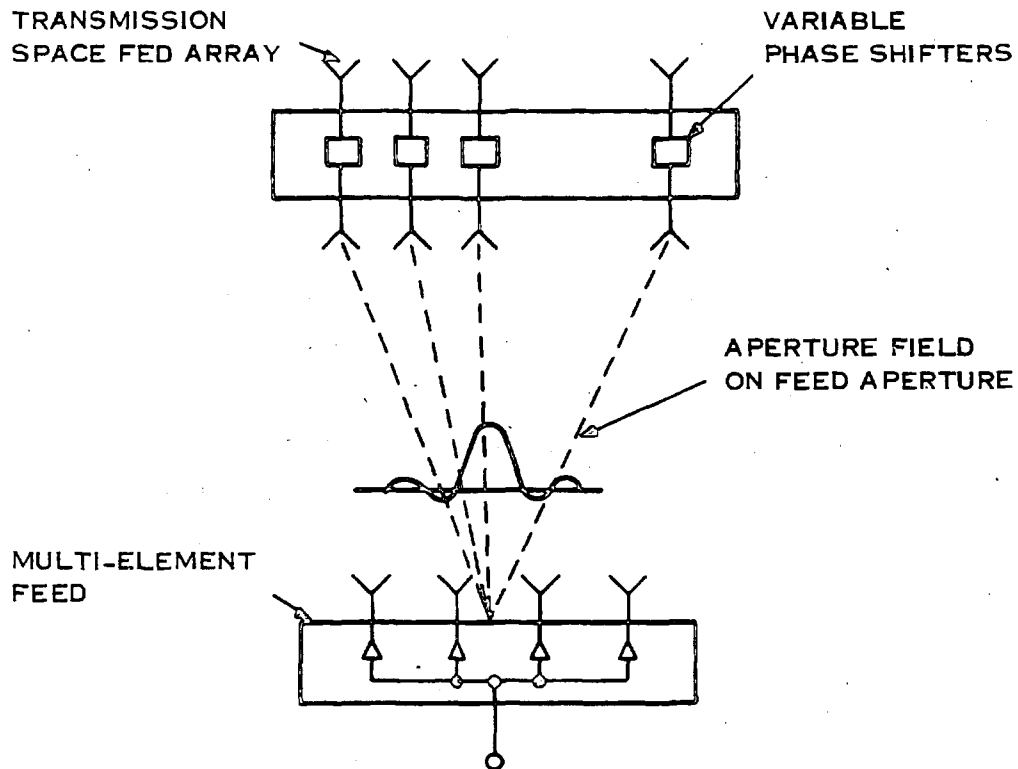 TRANSMISSION
SPACE FED ARRAY
VARIABLE
PHASE SHIFTERS
APERTURE FIELD
ON FEED APERTURE
MULTI-ELEMENT
FEED